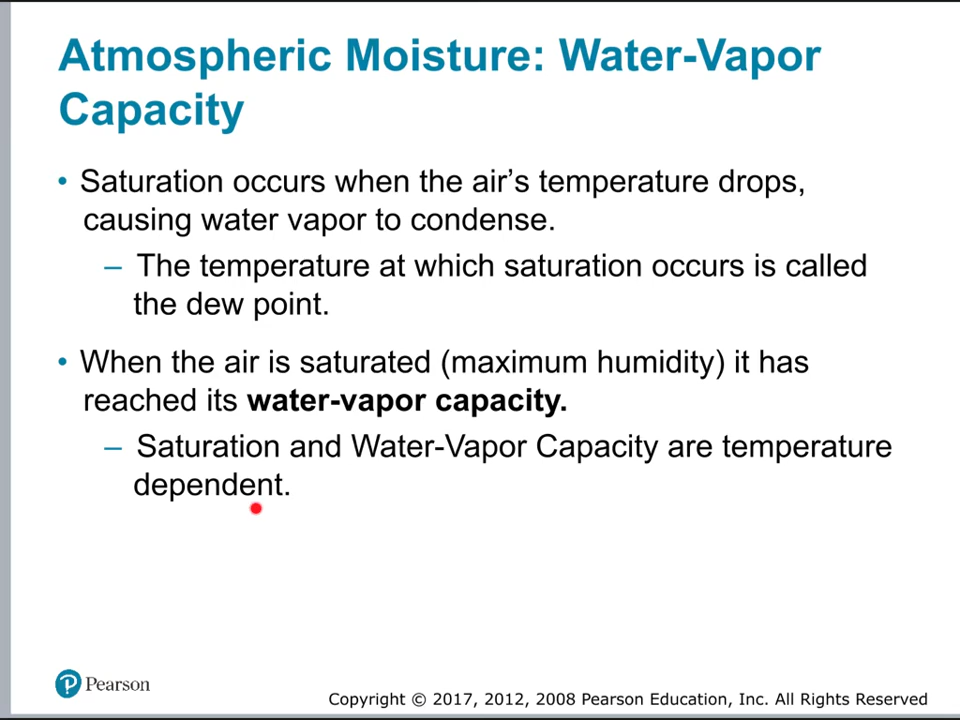 Atmospheric Moisture: Water-Vapor
Capacity
• Saturation occurs when the air’s temperature drops,
causing water vapor to condense.
– The temperature at which saturation occurs is called
the dew point.
• When the air is saturated (maximum humidity) it has
reached its water-vapor capacity.
– Saturation and Water-Vapor Capacity are temperature
dependent.
Pearson
Copyright © 2017, 2012, 2008 Pearson Education, Inc. All Rights Reserved